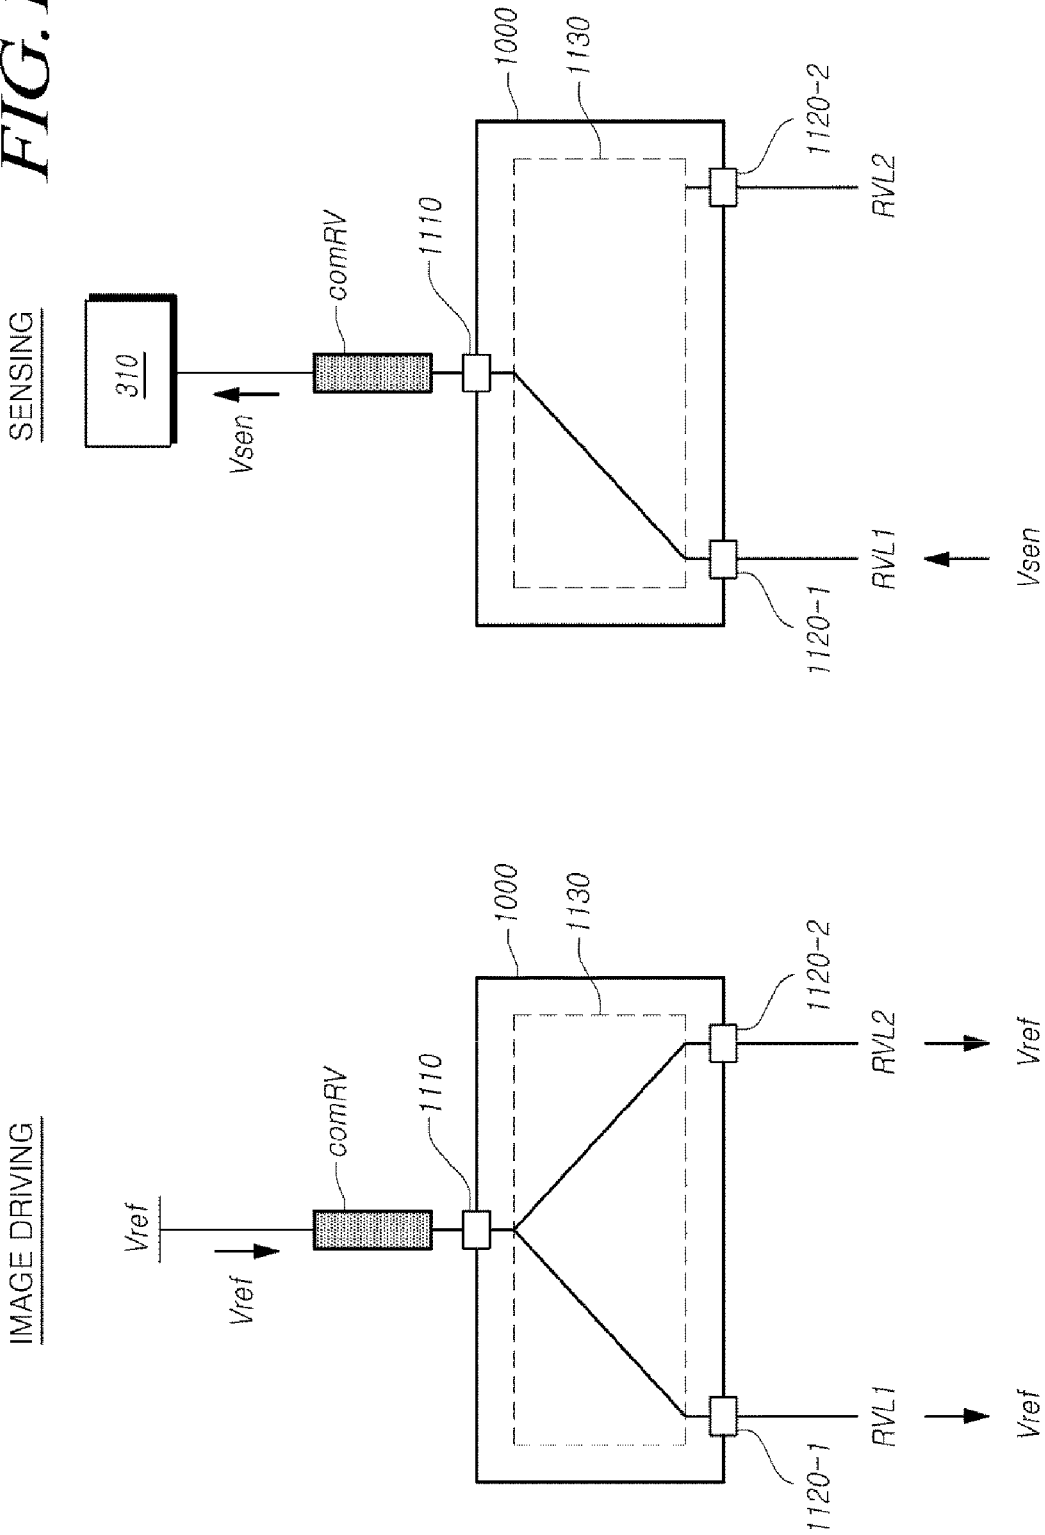 FIG. 1
IMAGE DRIVING
Vref
Vref
comRV
1110
1000
1130
1120-1
1120-2
RVL1
RVL2
Vref
Vref
SENSING
310
Vsen
comRV
1110
1000
1130
1120-1
1120-2
RVL1
RVL2
Vsen